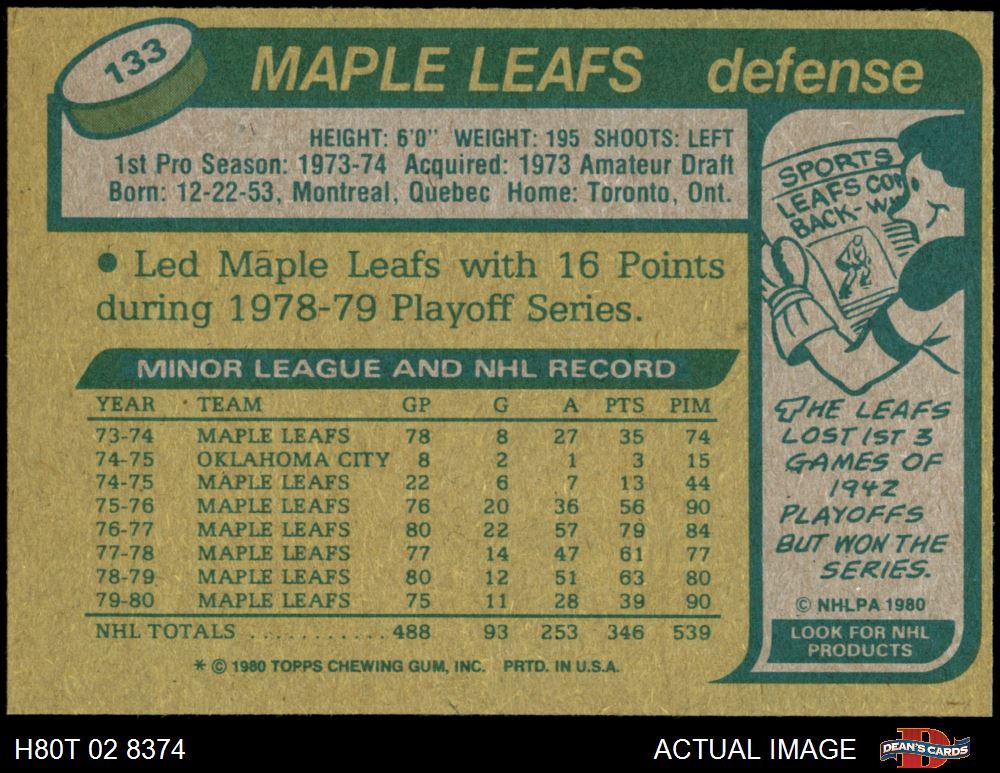 133
MAPLE LEAFS defense
HEIGHT: 6'0" WEIGHT: 195 SHOOTS: LEFT
1st Pro Season: 1973-74 Acquired: 1973 Amateur Draft
Born: 12-22-53, Montreal, Quebec Home: Toronto, Ont.
• Led Maple Leafs with 16 Points
during 1978-79 Playoff Series.
MINOR LEAGUE AND NHL RECORD
YEAR TEAM GP G A PTS PIM
73-74 MAPLE LEAFS 78 8 27 35 74
74-75 OKLAHOMA CITY 8 2 1 3 15
74-75 MAPLE LEAFS 22 6 7 13 44
75-76 MAPLE LEAFS 76 20 36 56 90
76-77 MAPLE LEAFS 80 22 57 79 84
77-78 MAPLE LEAFS 77 14 47 61 77
78-79 MAPLE LEAFS 80 12 51 63 80
79-80 MAPLE LEAFS 75 11 28 39 90
NHL TOTALS ........... 488 93 253 346 539
* © 1980 TOPPS CHEWING GUM, INC. PRTD. IN U.S.A.
SPORTS
LEAFS
BACK-
THE LEAFS
LOST 1ST 3
GAMES OF
1942
PLAYOFFS
BUT WON THE
SERIES.
© NHLPA 1980
LOOK FOR NHL
PRODUCTS
H80T 02 8374
ACTUAL IMAGE
DEAN'S CARDS